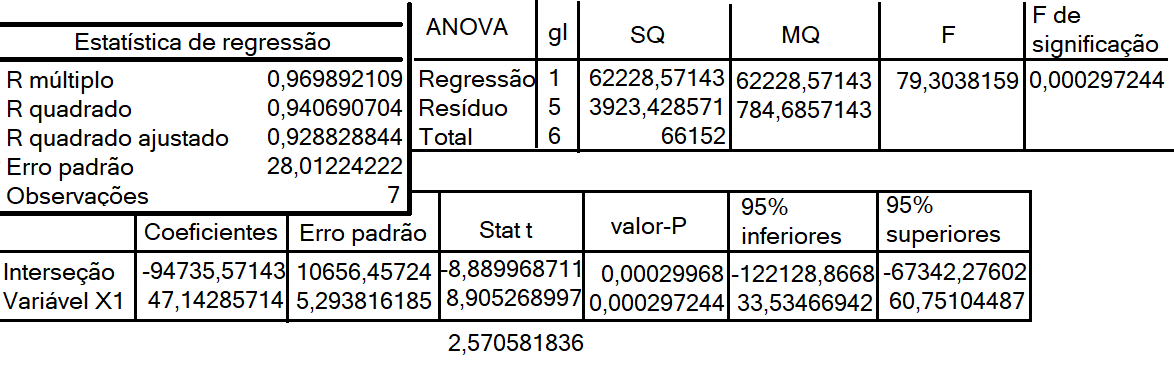 Estatística de regressão
R múltiplo 0,969892109
R quadrado 0,940690704
R quadrado ajustado 0,928828844
Erro padrão 28,01224222
Observações 7
ANOVA gl SQ MQ F F de significação
Regressão 1 62228,57143 62228,57143 79,3038159 0,000297244
Resíduo 5 3923,428571 784,6857143
Total 6 66152
Coeficientes Erro padrão Stat t valor-P 95% inferiores 95% superiores
Interseção -94735,57143 10656,45724 -8,889968711 0,00029968 -122128,8668 -67342,27602
Variável X1 47,14285714 5,293816185 8,905268997 0,000297244 33,53466942 60,75104487
2,570581836